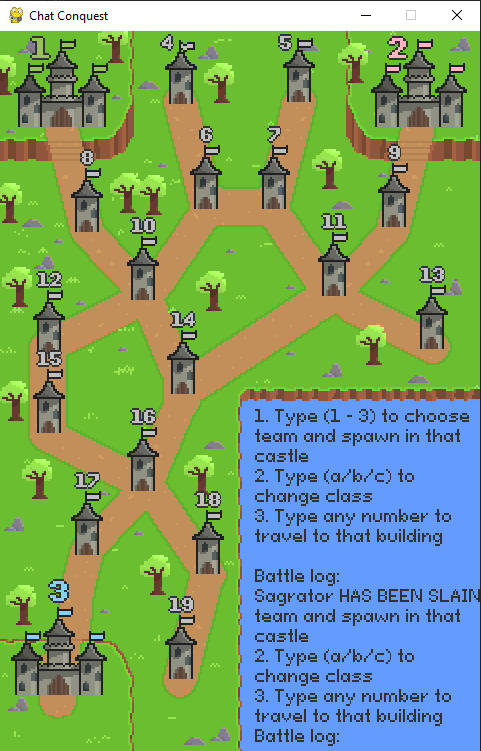 Chat Conquest
1
4
5
2
6
7
8
9
10
11
12
13
14
15
16
17
18
3
19
1. Type (1 - 3) to choose
team and spawn in that
castle
2. Type (a/b/c) to
change class
3. Type any number to
travel to that building
Battle log:
Sagrator HAS BEEN SLAIN
team and spawn in that
castle
2. Type (a/b/c) to
change class
3. Type any number to
travel to that building
Battle log: